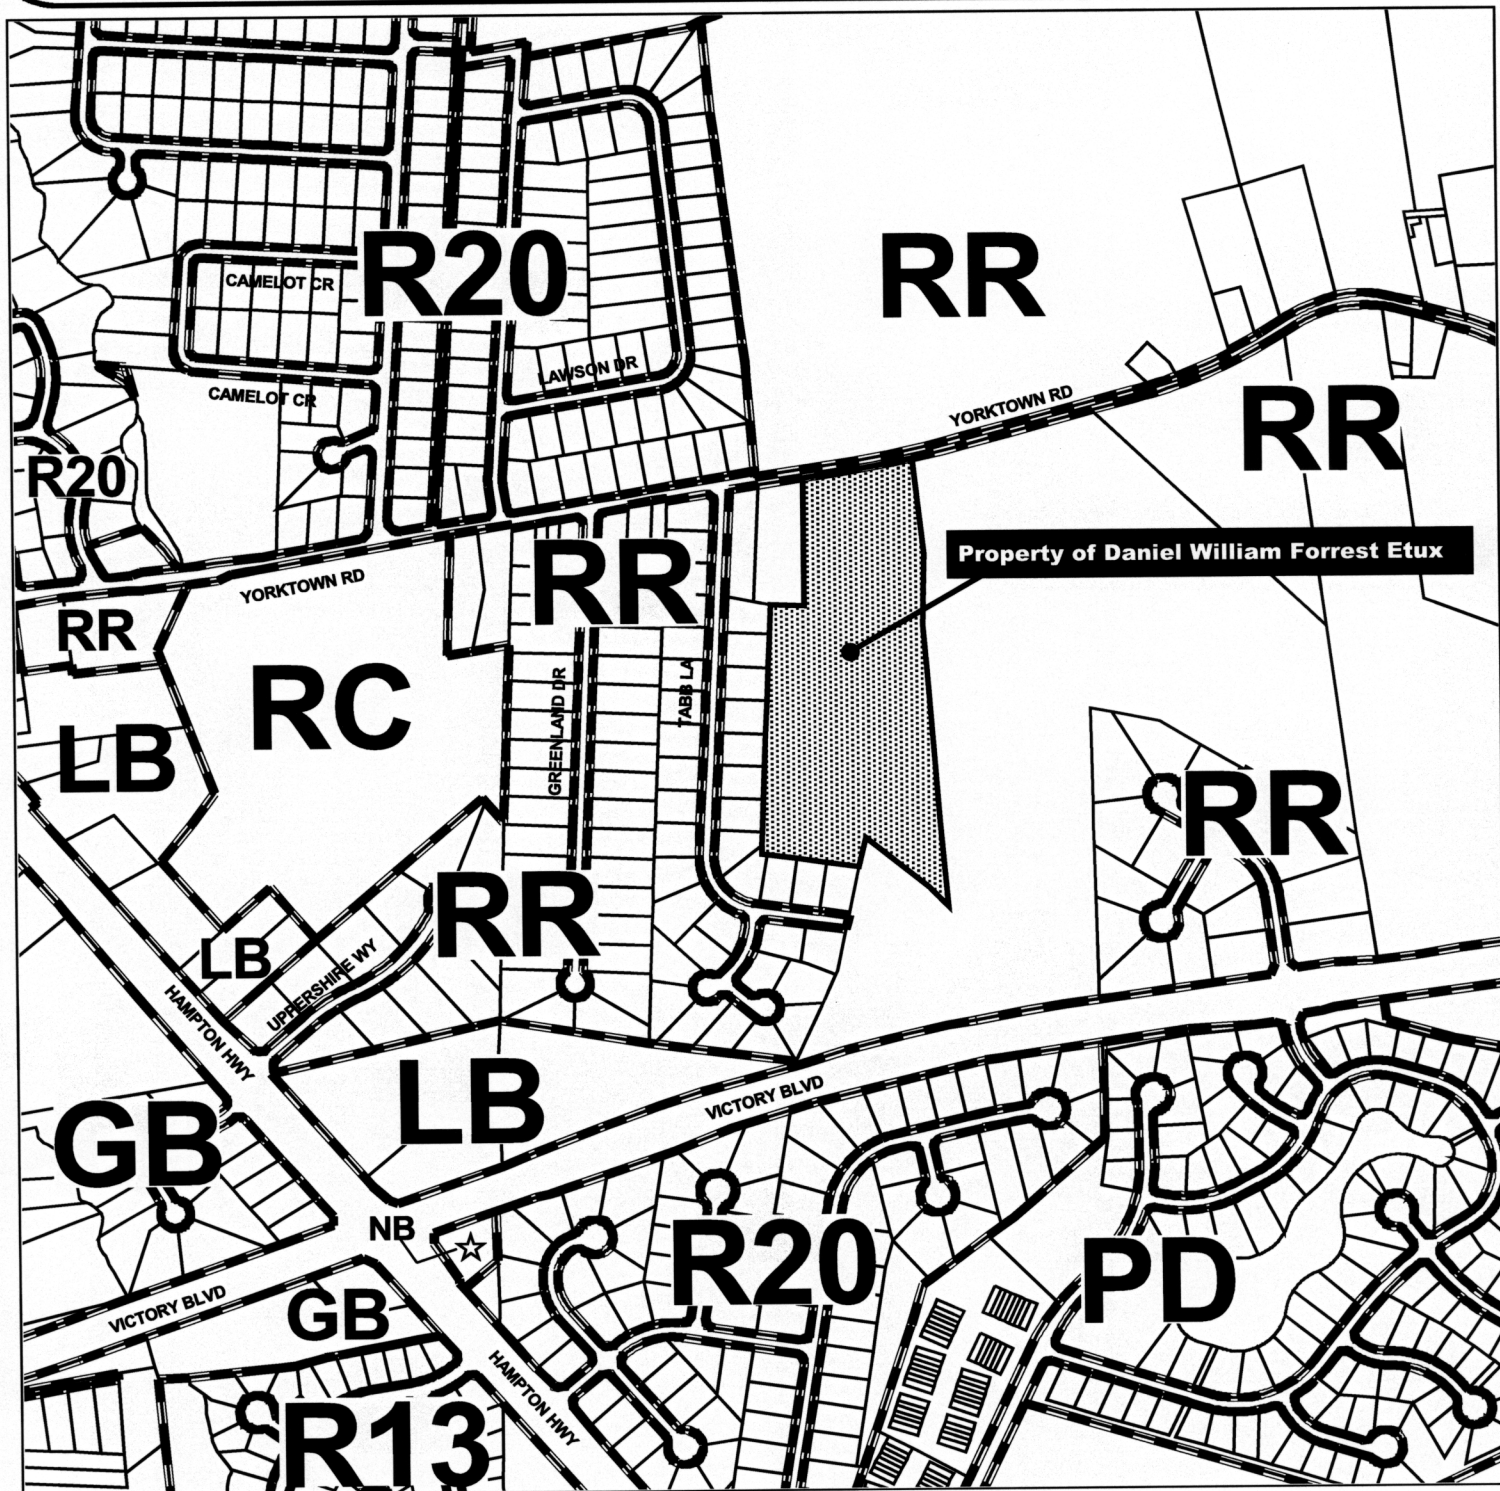 R20
RR
CAMELOT CR
LAWSON DR
CAMELOT CR
YORKTOWN RD
RR
R20
Property of Daniel William Forrest Etux
RR
YORKTOWN RD
RR
RC
GREENLAND DR
TABB LA
LB
RR
RR
LB
UPPERSHIRE WY
HAMPTON HWY
LB
VICTORY BLVD
GB
NB
R20
PD
VICTORY BLVD
GB
HAMPTON HWY
R13